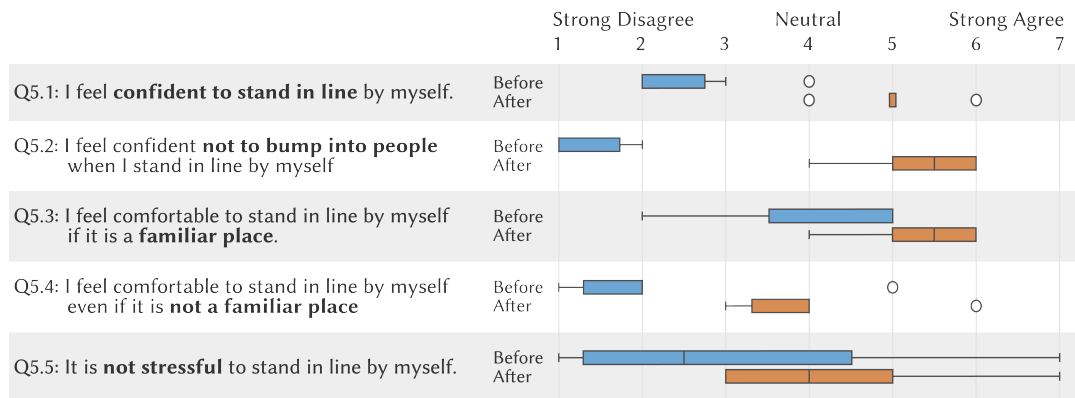 Strong Disagree Neutral Strong Agree
1 2 3 4 5 6 7
Q5.1: I feel confident to stand in line by myself.
Before
After
Q5.2: I feel confident not to bump into people
when I stand in line by myself
Before
After
Q5.3: I feel comfortable to stand in line by myself
if it is a familiar place.
Before
After
Q5.4: I feel comfortable to stand in line by myself
even if it is not a familiar place
Before
After
Q5.5: It is not stressful to stand in line by myself.
Before
After